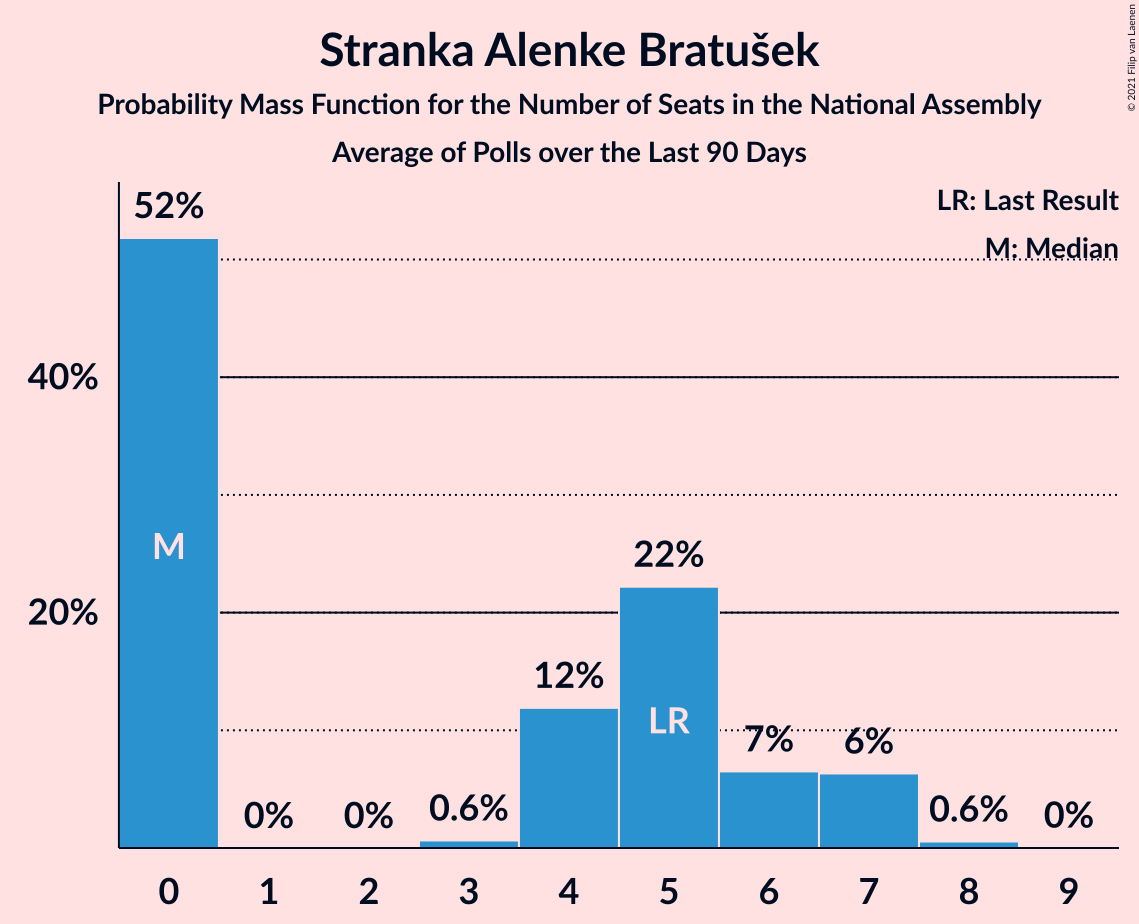 Stranka Alenke Bratušek
Probability Mass Function for the Number of Seats in the National Assembly
Average of Polls over the Last 90 Days
© 2021 Filip van Laenen
LR: Last Result
M: Median
52%
40%
20%
M
0%
0%
0.6%
12%
22%
LR
7%
6%
0.6%
0%
0 1 2 3 4 5 6 7 8 9